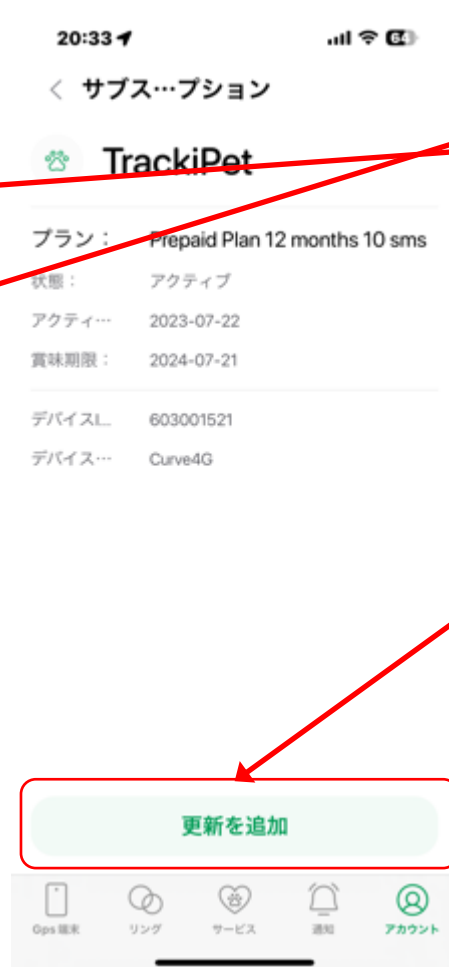 20:33
64
サブス…プション
TrackiPet
プラン： Prepaid Plan 12 months 10 sms
状態： アクティブ
アクティ… 2023-07-22
賞味期限： 2024-07-21
デバイスI… 603001521
デバイス… Curve4G
更新を追加
Gps 端末 リング サービス 通知 アカウント